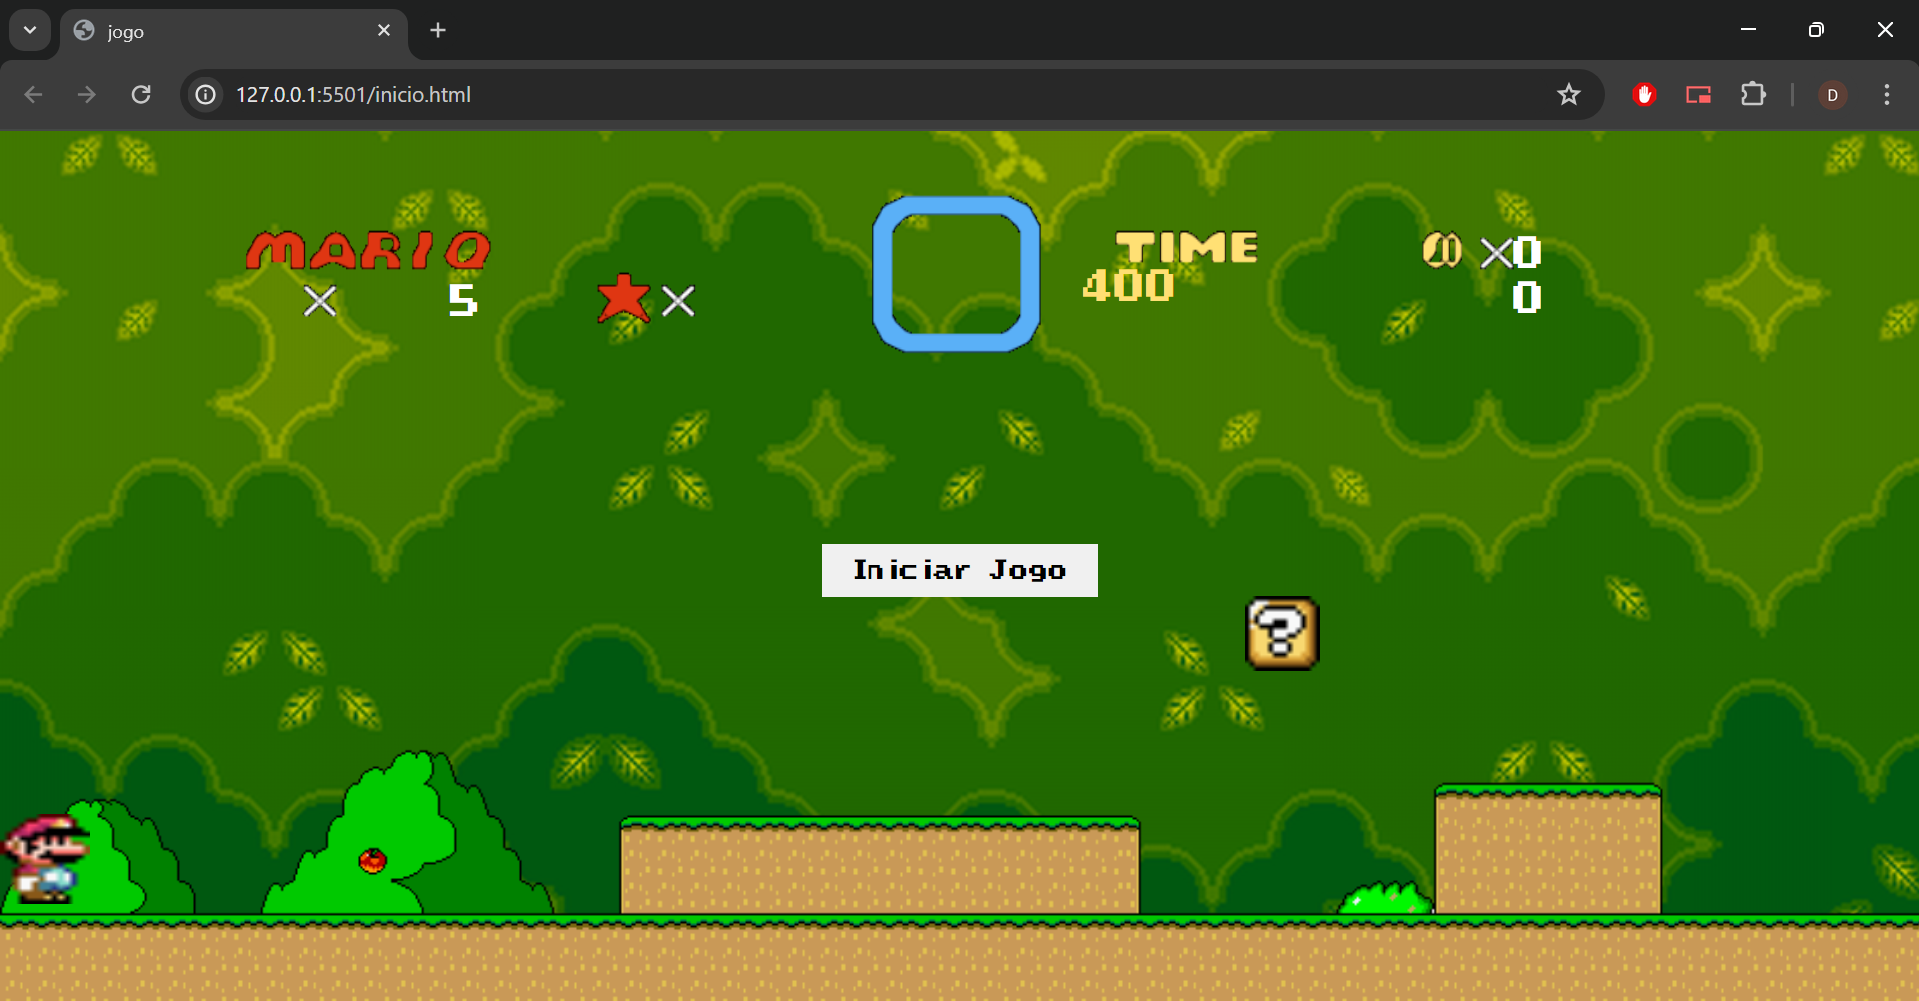 jogo
127.0.0.1:5501/inicio.html
D
MARIO
TIME
× 5
×
400
×0
0
Iniciar Jogo
?